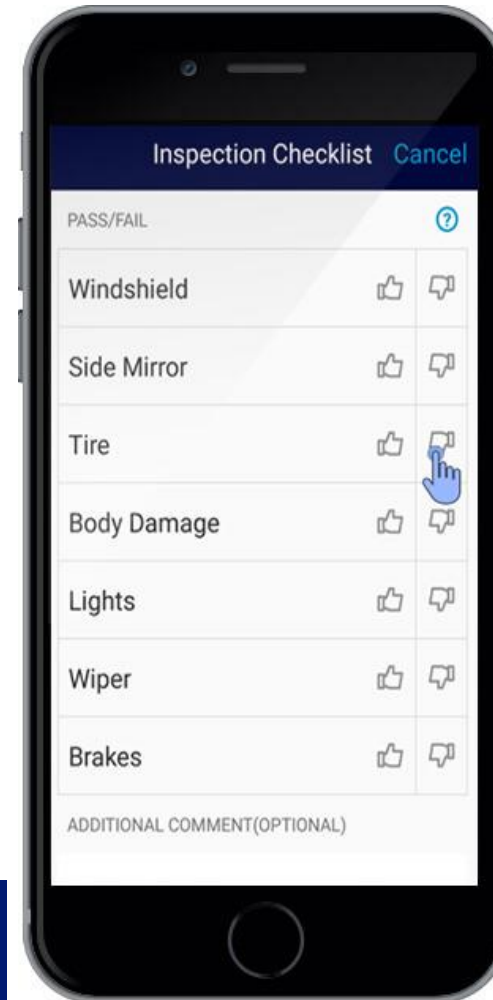 Inspection Checklist Cancel
PASS/FAIL ?
Windshield
Side Mirror
Tire
Body Damage
Lights
Wiper
Brakes
ADDITIONAL COMMENT(OPTIONAL)